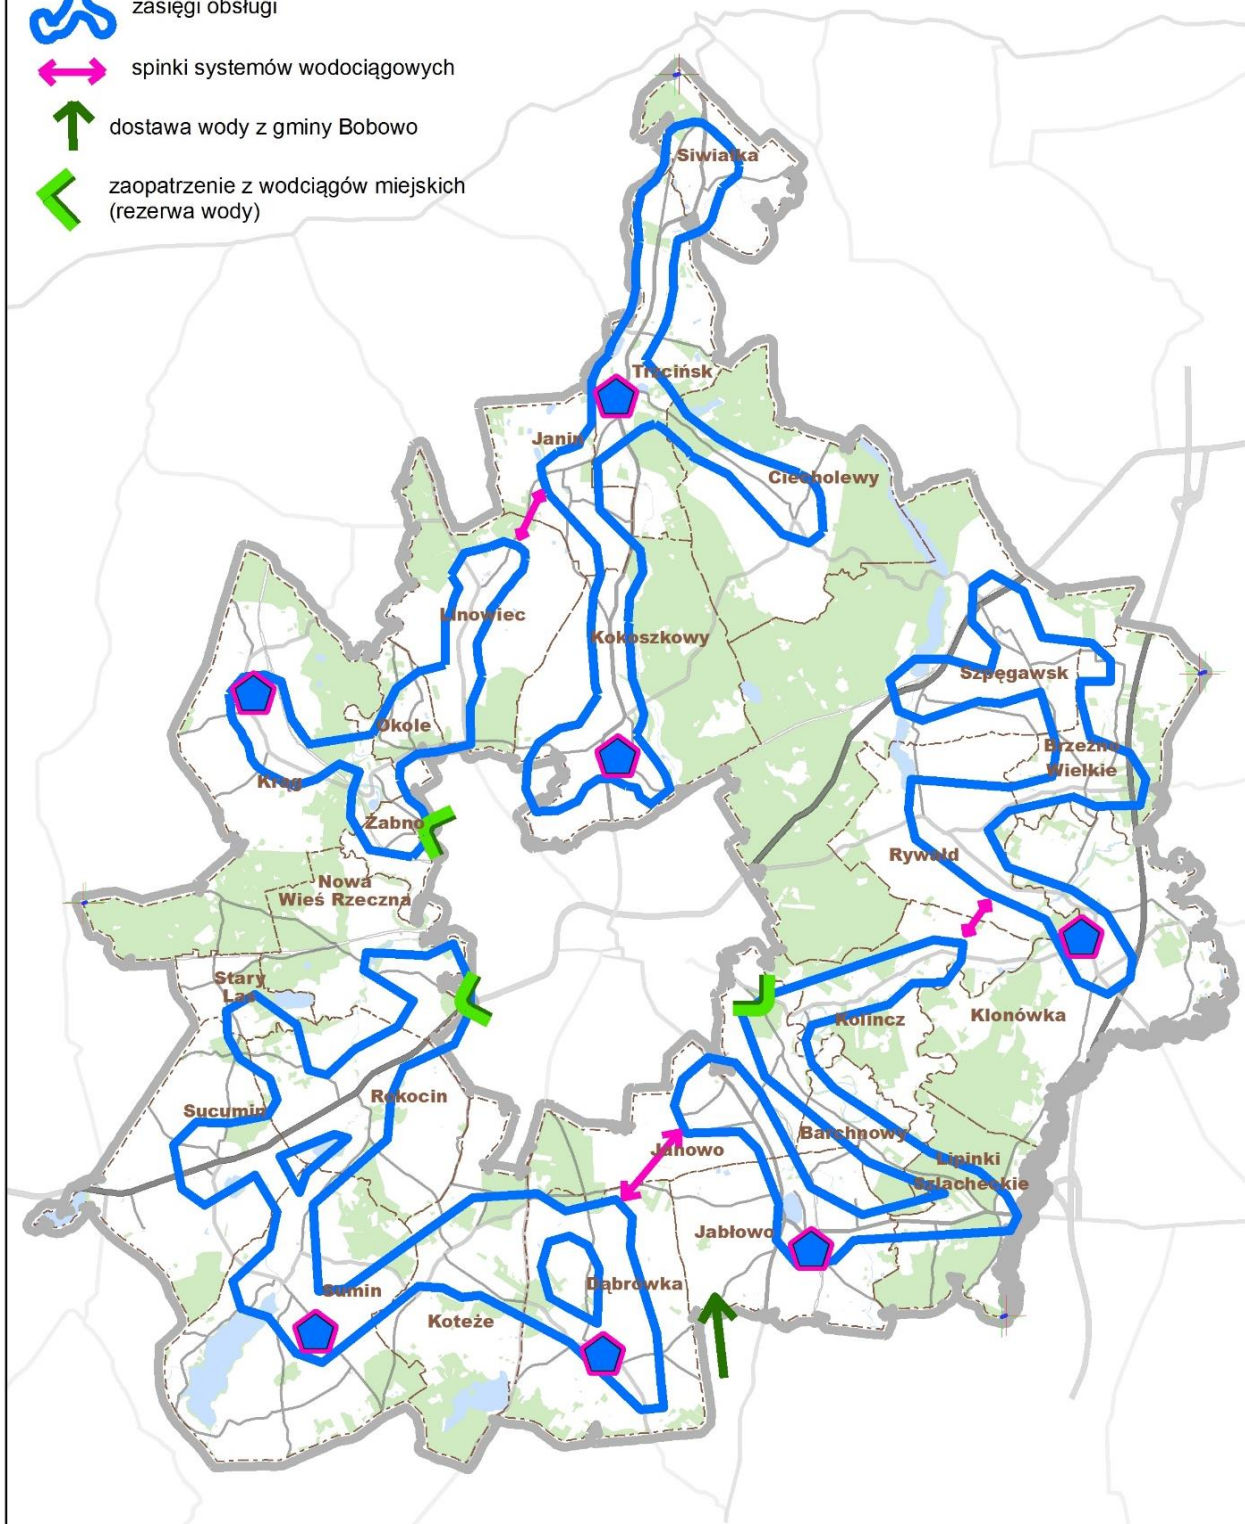 zasięgi obsługi
spinki systemów wodociągowych
dostawa wody z gminy Bobowo
zaopatrzenie z wodciągów miejskich
(rezerwa wody)
Siwiałka
Trzcińsk
Janin
Ciecholewy
Linowiec
Kokoszkowy
Szpęgawsk
Okole
Brzeźno
Wielkie
Krąg
Żabno
Rywałd
Nowa
Wieś Rzeczna
Stary
Las
Kolincz
Klonówka
Rokocin
Sucumin
Barchnowy
Janowo
Lipinki
Szlacheckie
Jabłowo
Sumin
Dąbrówka
Koteże